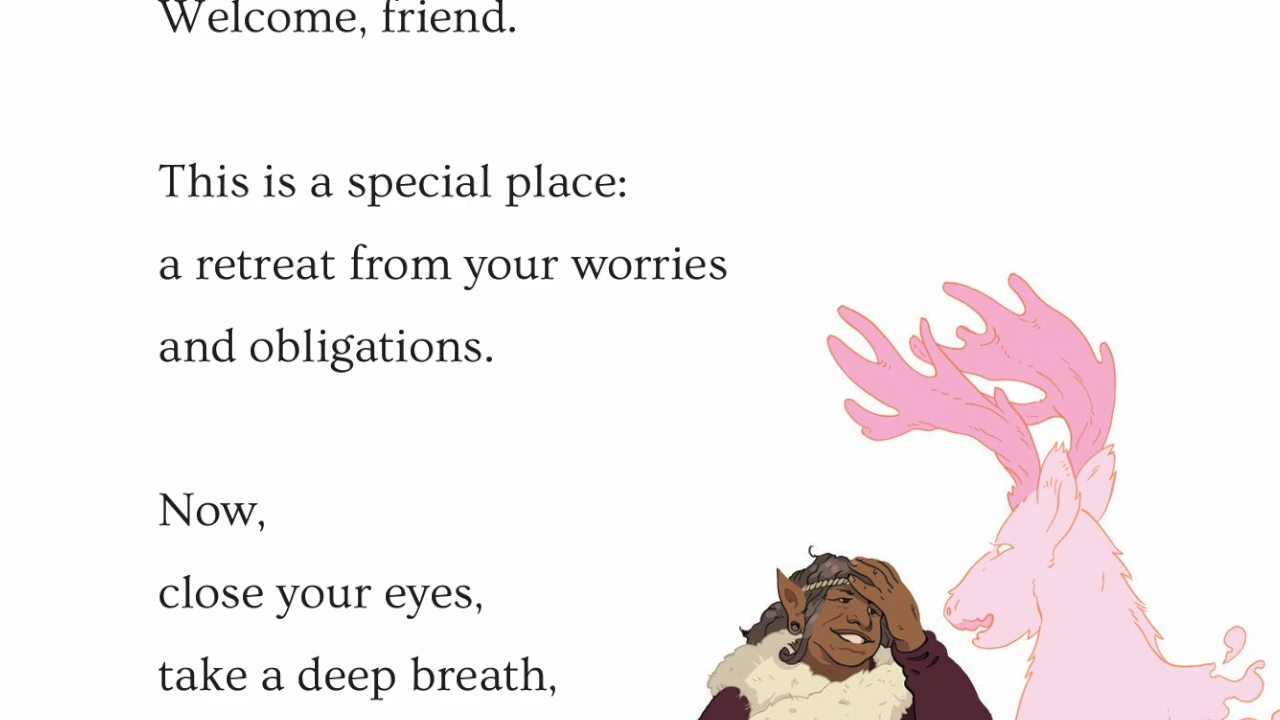 Welcome, friend.
This is a special place:
a retreat from your worries
and obligations.
Now,
close your eyes,
take a deep breath,